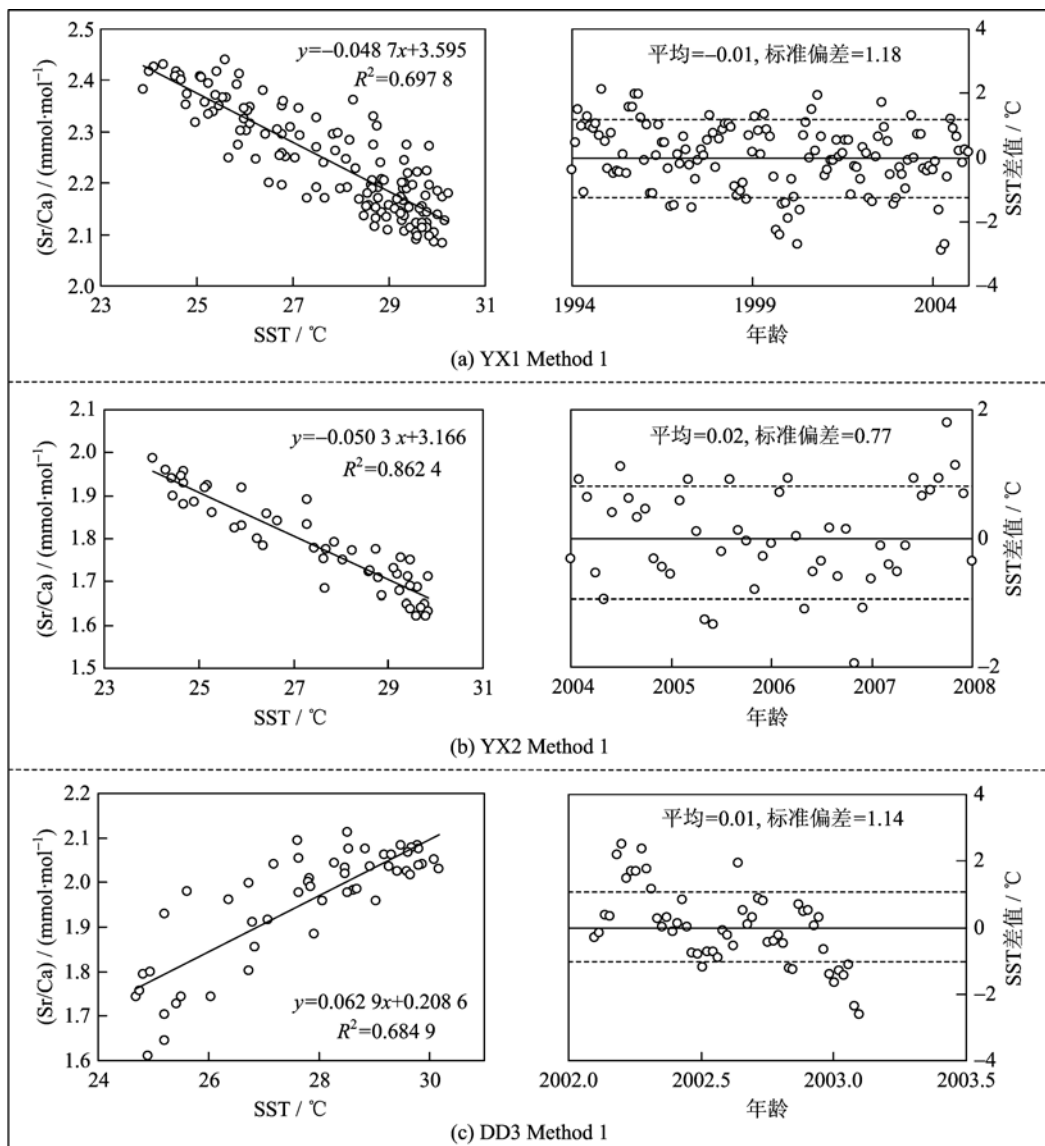 y=–0.048 7x+3.595
R²=0.697 8
(Sr/Ca) / (mmol·mol⁻¹)
2.4
2.3
2.2
2.1
2.0
23 25 27 29 31
SST / ℃
平均=–0.01, 标准偏差=1.18
4
2
0
−2
−4
SST差值 / ℃
1994 1999 2004
年龄
(a) YX1 Method 1
y=–0.050 3 x+3.166
R²=0.862 4
(Sr/Ca) / (mmol·mol⁻¹)
2.1
2.0
1.9
1.8
1.7
1.6
1.5
23 25 27 29 31
SST / ℃
平均=0.02, 标准偏差=0.77
2
0
−2
SST差值 / ℃
2004 2005 2006 2007 2008
年龄
(b) YX2 Method 1
y=0.062 9x+0.208 6
R²=0.684 9
(Sr/Ca) / (mmol·mol⁻¹)
2.2
2.1
2.0
1.9
1.8
1.7
1.6
24 26 28 30
SST / ℃
平均=0.01, 标准偏差=1.14
4
2
0
−2
−4
SST差值 / ℃
2002.0 2002.5 2003.0 2003.5
年龄
(c) DD3 Method 1